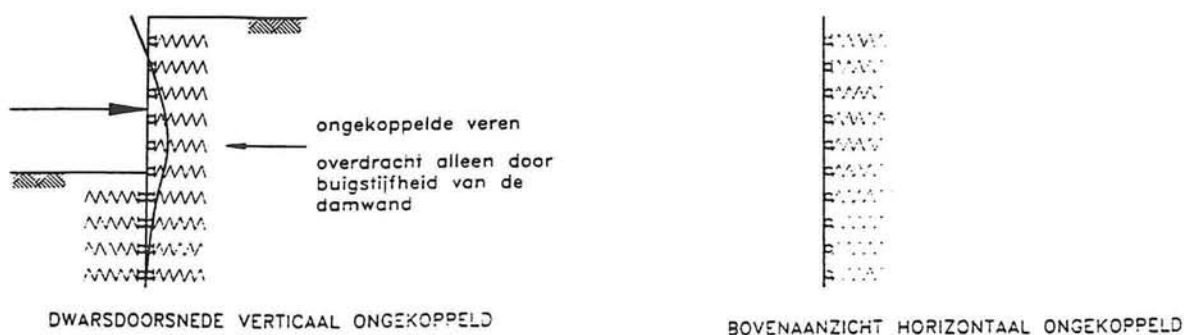 ongekoppelde veren
overdracht alleen door
buigstijfheid van de
damwand
DWARSDOORSNEDE VERTICAAL ONGEKOPPELD
BOVENAANZICHT HORIZONTAAL ONGEKOPPELD